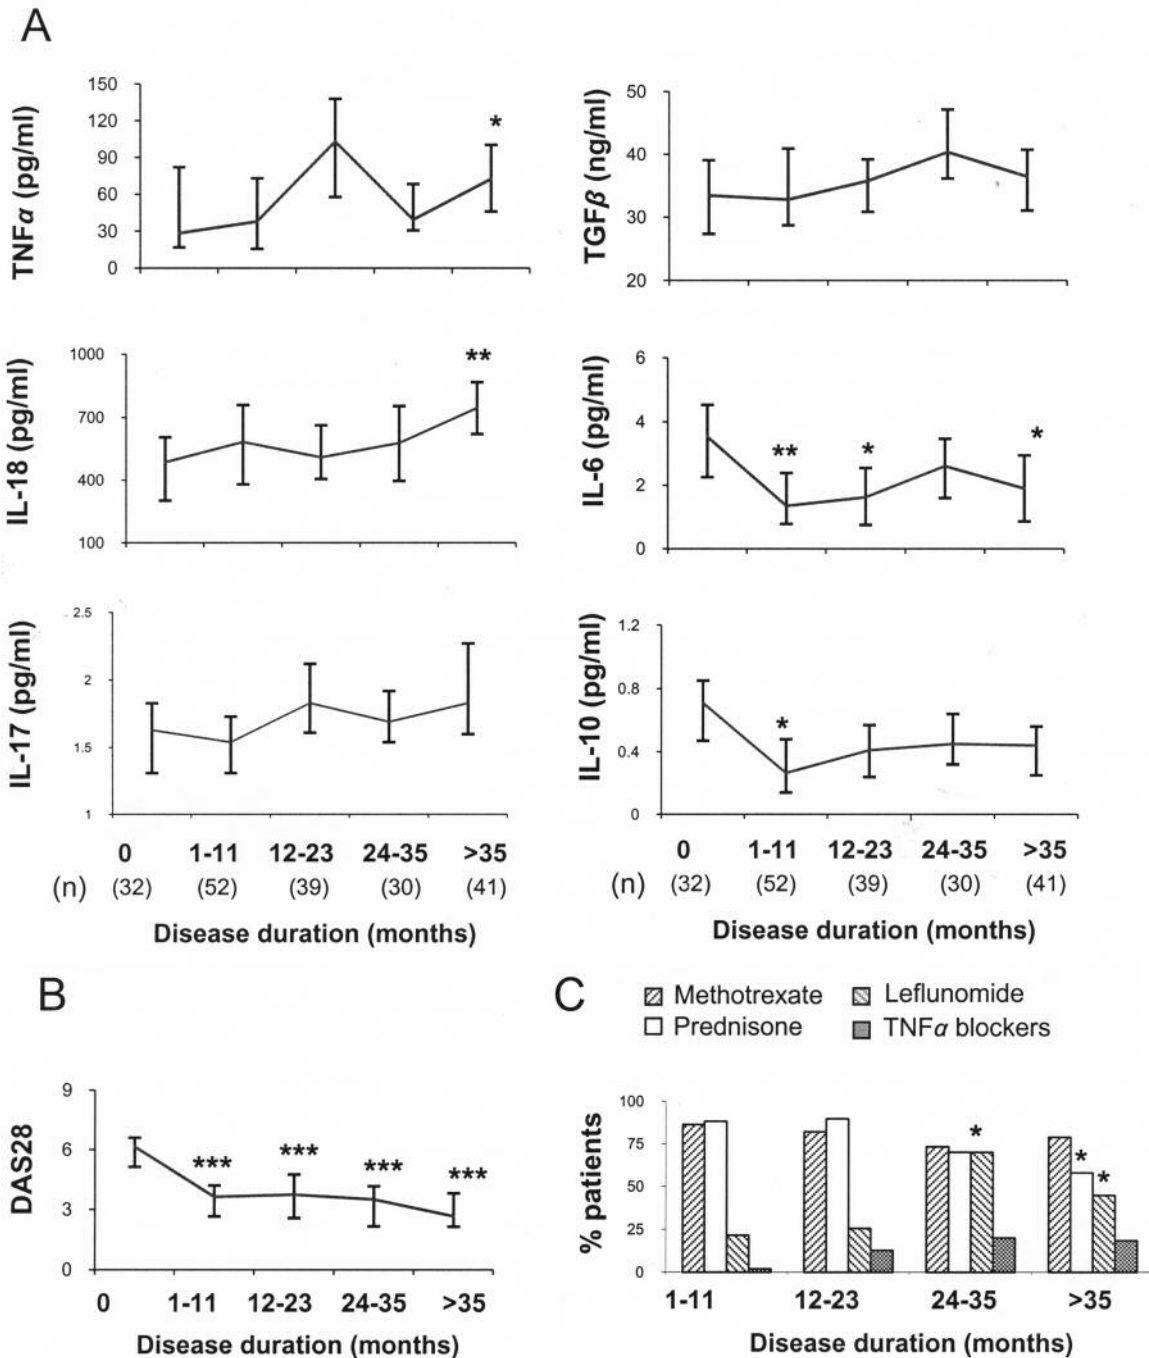 A
TNFα (pg/ml)
150
120
90
60
30
0
*
TGFβ (ng/ml)
50
40
30
20
IL-18 (pg/ml)
1000
700
400
100
**
IL-6 (pg/ml)
6
4
2
0
** * *
IL-17 (pg/ml)
2.5
2
1.5
1
IL-10 (pg/ml)
1.2
0.8
0.4
0
*
0 1-11 12-23 24-35 >35
(n) (32) (52) (39) (30) (41)
Disease duration (months)
0 1-11 12-23 24-35 >35
(n) (32) (52) (39) (30) (41)
Disease duration (months)
B
DAS28
9
6
3
0
*** *** *** ***
0 1-11 12-23 24-35 >35
Disease duration (months)
C
Methotrexate Leflunomide
Prednisone TNFα blockers
% patients
100
75
50
25
0
* * *
1-11 12-23 24-35 >35
Disease duration (months)